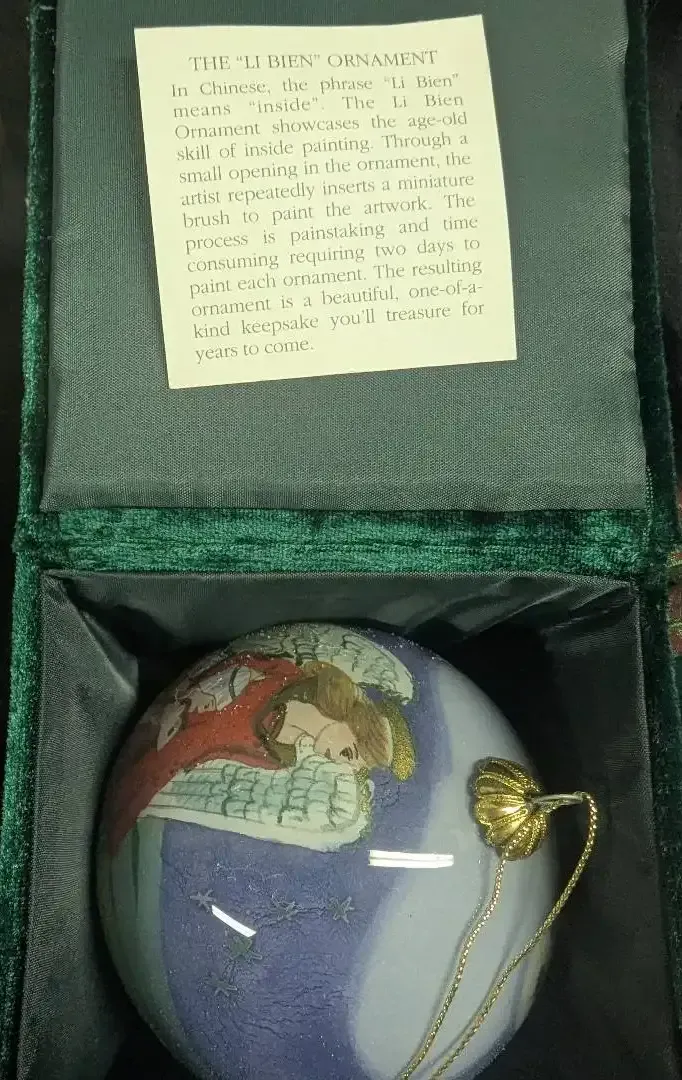 THE “LI BIEN” ORNAMENT
In Chinese, the phrase “Li Bien”
means “inside”. The Li Bien
Ornament showcases the age-old
skill of inside painting. Through a
small opening in the ornament, the
artist repeatedly inserts a miniature
brush to paint the artwork. The
process is painstaking and time
consuming requiring two days to
paint each ornament. The resulting
ornament is a beautiful, one-of-a-
kind keepsake you’ll treasure for
years to come.